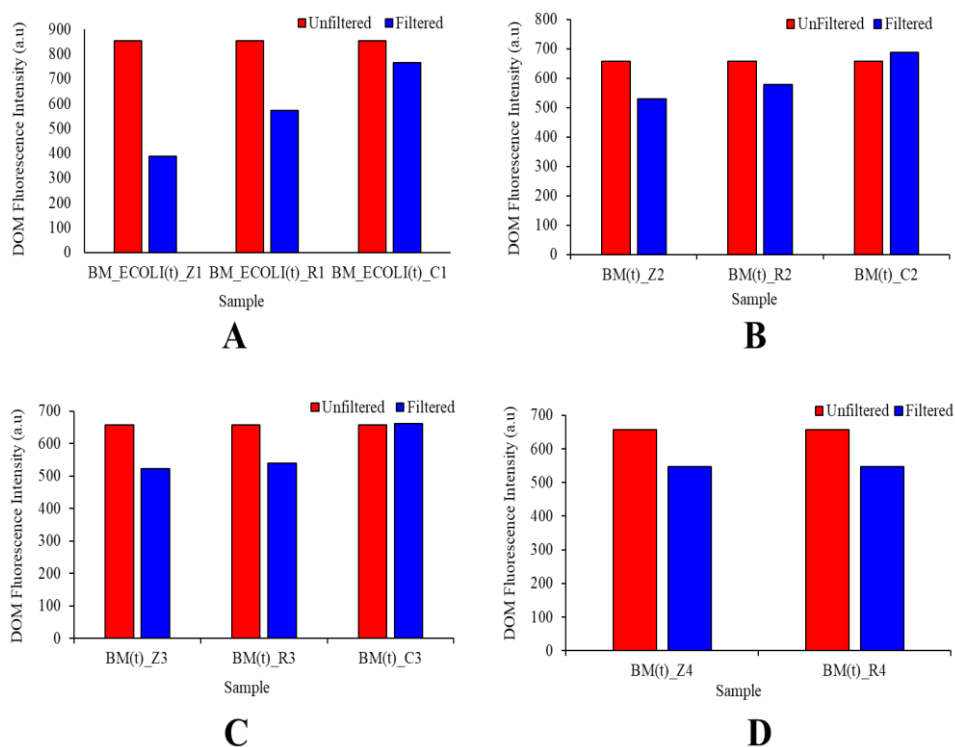 DOM Fluorescence Intensity (a.u)
Unfiltered Filtered
900
800
700
600
500
400
300
200
100
0
BM_ECOLI(t)_Z1 BM_ECOLI(t)_R1 BM_ECOLI(t)_C1
Sample
A
DOM Fluorescence Intensity (a.u)
UnFiltered Filtered
800
700
600
500
400
300
200
100
0
BM(t)_Z2 BM(t)_R2 BM(t)_C2
Sample
B
DOM Fluorescence Intensity (a.u)
Unfiltered Filtered
700
600
500
400
300
200
100
0
BM(t)_Z3 BM(t)_R3 BM(t)_C3
Sample
C
DOM Fluorescence Intensity (a.u)
Unfiltered Filtered
700
600
500
400
300
200
100
0
BM(t)_Z4 BM(t)_R4
Sample
D